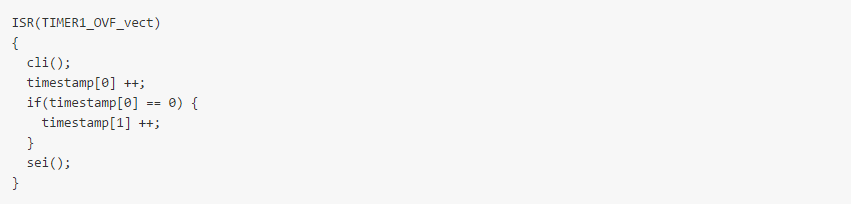 ISR(TIMER1_OVF_vect)
{
  cli();
  timestamp[0] ++;
  if(timestamp[0] == 0) {
    timestamp[1] ++;
  }
  sei();
}